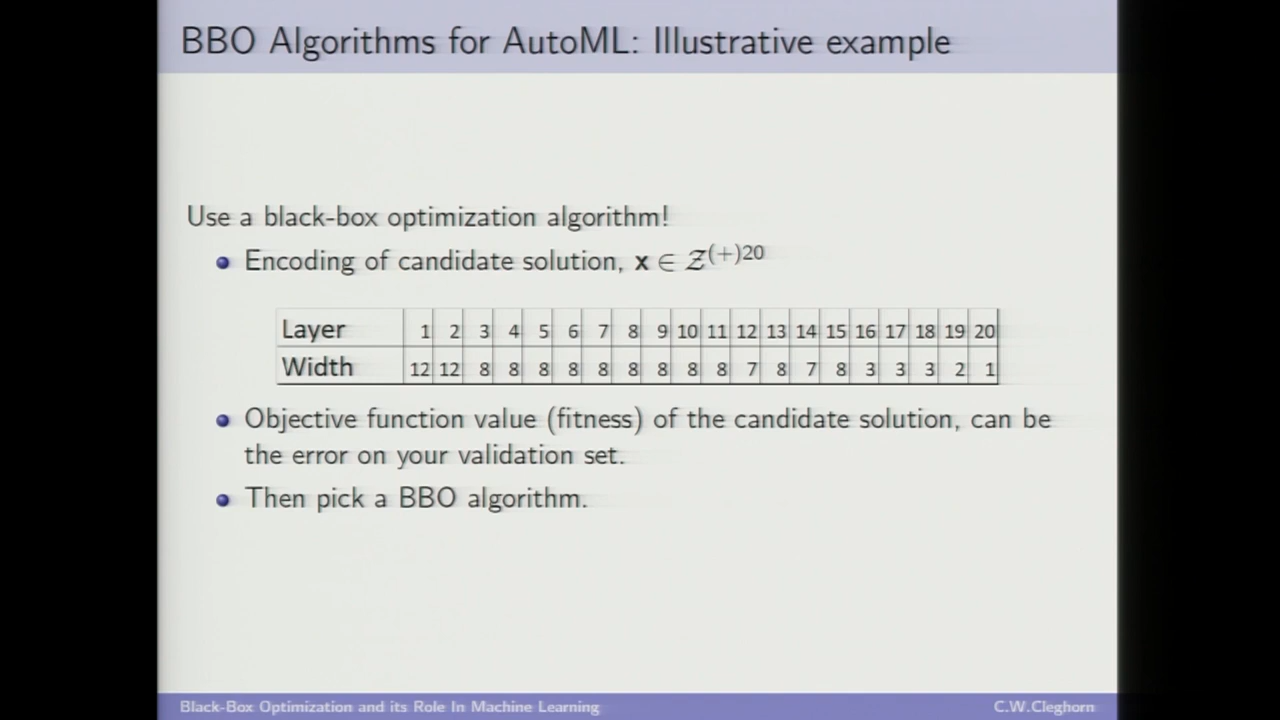 BBO Algorithms for AutoML: Illustrative example
Use a black-box optimization algorithm!
Encoding of candidate solution, x ∈ Z^(+)20
Layer 1 2 3 4 5 6 7 8 9 10 11 12 13 14 15 16 17 18 19 20
Width 12 12 8 8 8 8 8 8 8 8 8 7 8 7 8 3 3 3 2 1
Objective function value (fitness) of the candidate solution, can be
the error on your validation set.
Then pick a BBO algorithm.
Black-Box Optimization and its Role In Machine Learning C.W.Cleghorn